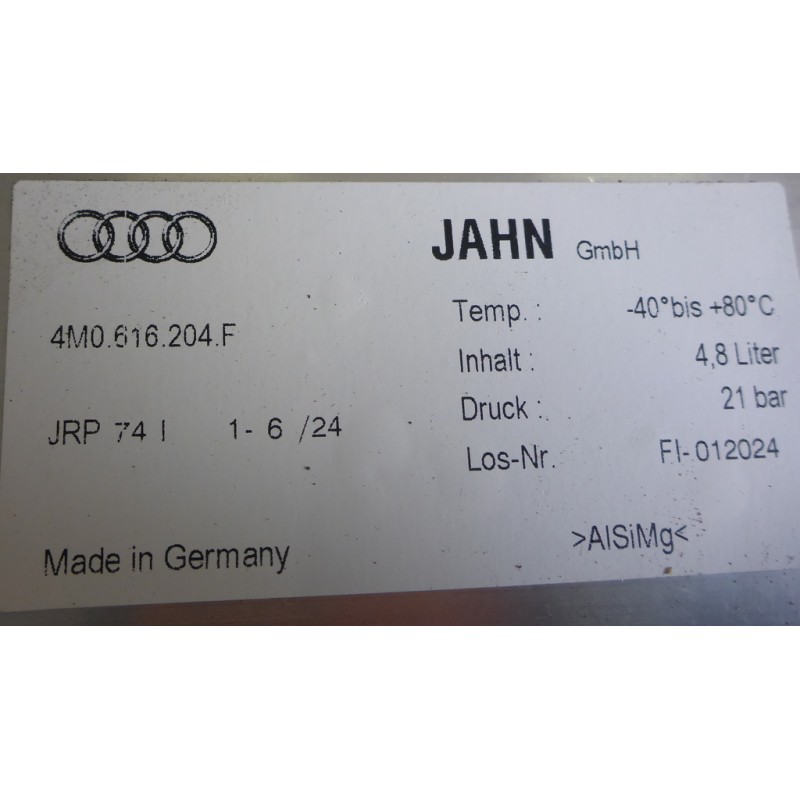 JAHN GmbH
4M0.616.204.F
Temp. : -40°bis +80°C
Inhalt : 4,8 Liter
Druck : 21 bar
JRP 74 I 1- 6 /24
Los-Nr. FI-012024
>AlSiMg<
Made in Germany